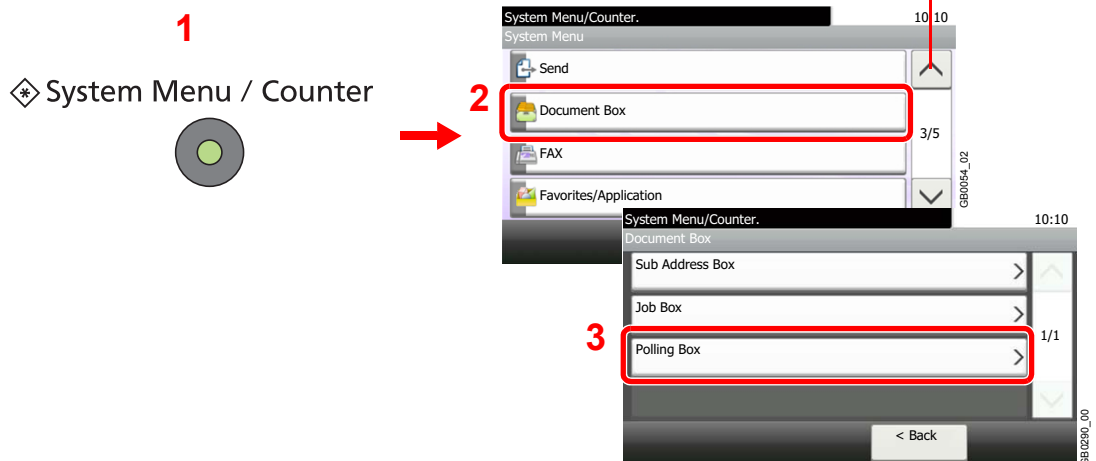 1
System Menu / Counter
2
System Menu/Counter.
10:10
System Menu
Send
Document Box
3/5
FAX
Favorites/Application
GB0054_02
3
System Menu/Counter.
10:10
Document Box
Sub Address Box
Job Box
1/1
Polling Box
< Back
GB0290_00